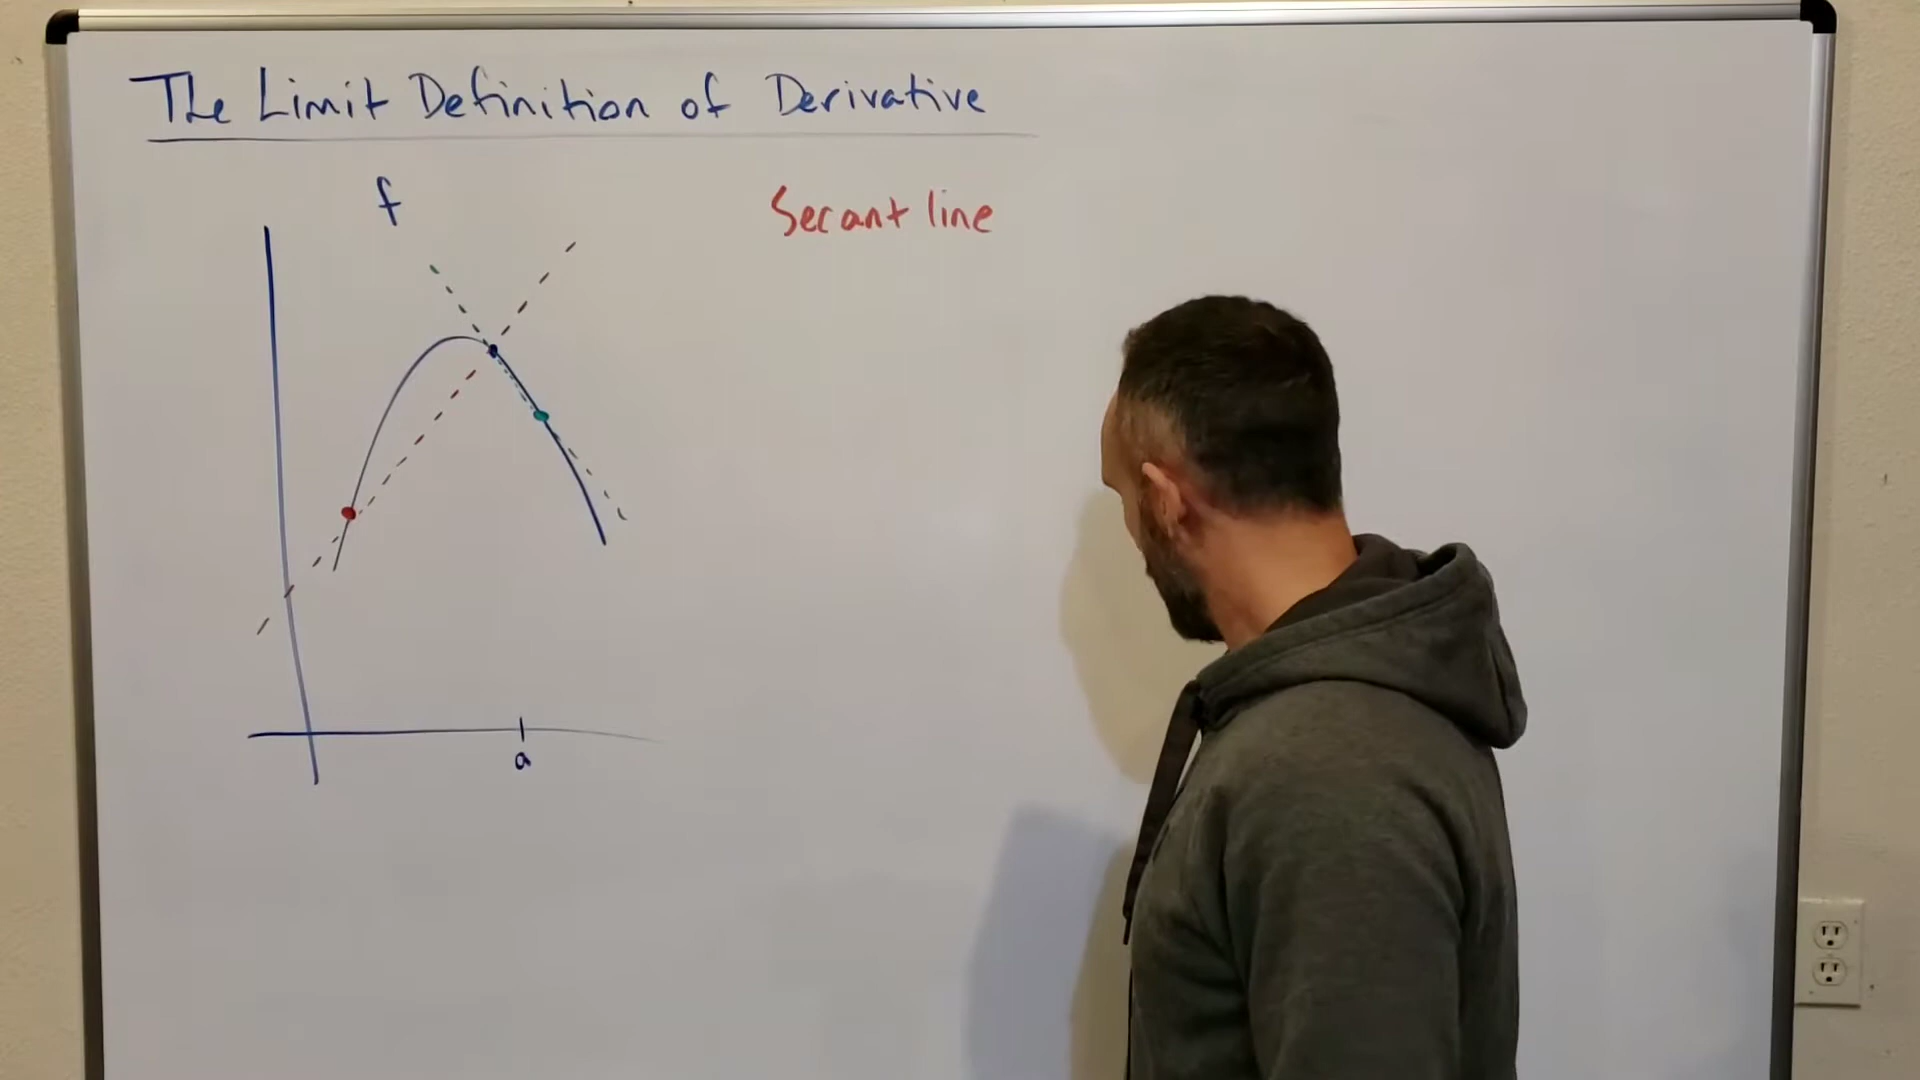 The Limit Definition of Derivative
f
Secant line
a